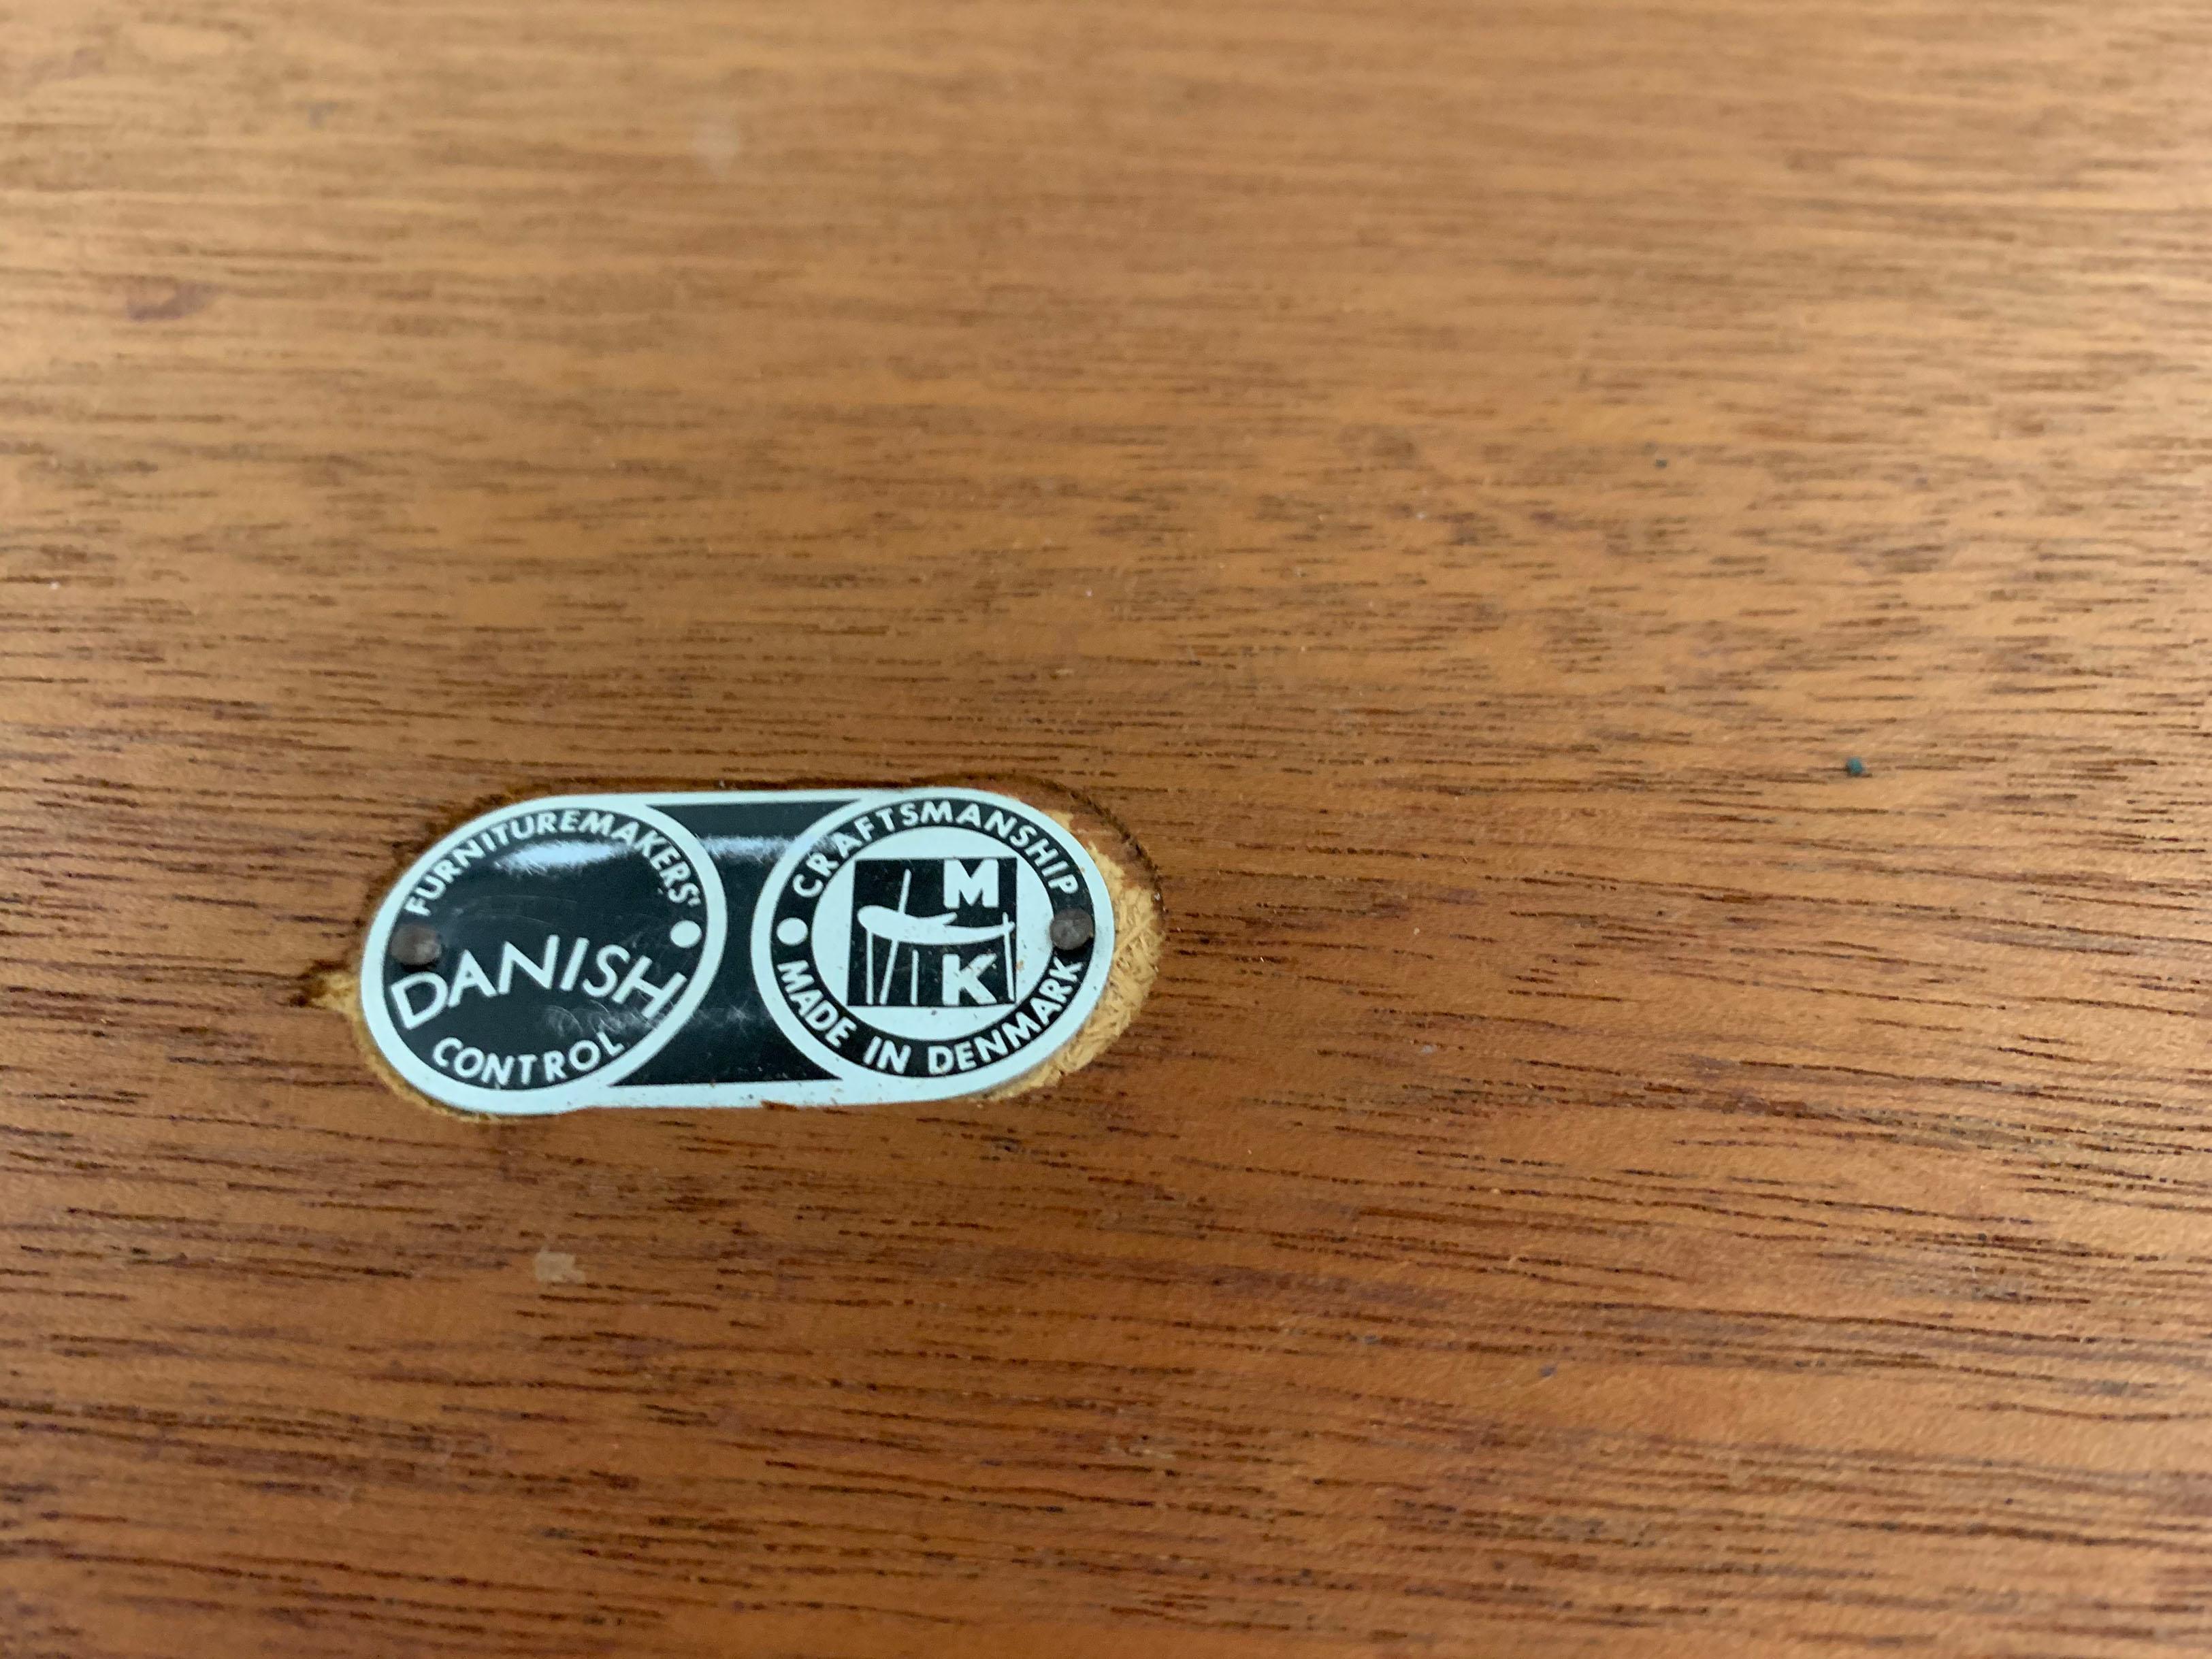 FURNITUREMAKERS'
DANISH
CONTROL
CRAFTSMANSHIP
M
K
MADE IN DENMARK